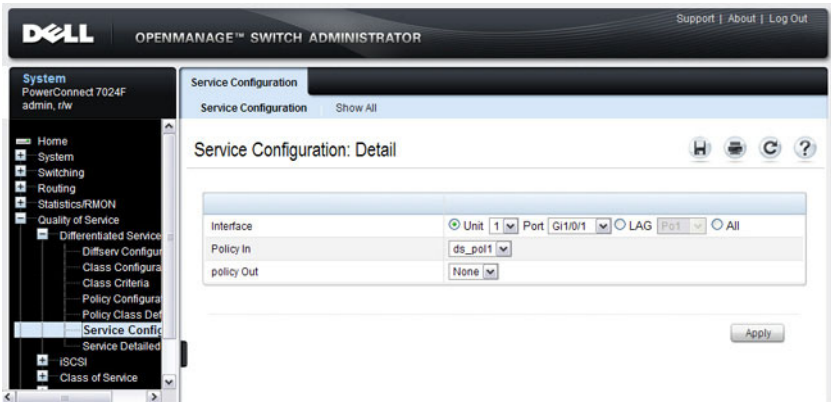 Support | About | Log Out
DELL
OPENMANAGE™ SWITCH ADMINISTRATOR
System
PowerConnect 7024F
admin, r/w
Home
System
Switching
Routing
Statistics/RMON
Quality of Service
Differentiated Service
Diffserv Configur
Class Configura
Class Criteria
Policy Configura
Policy Class Def
Service Config
Service Detailed
iSCSI
Class of Service
Service Configuration
Service Configuration Show All
Service Configuration: Detail
Interface Unit 1 Port Gi1/0/1 LAG Po1 All
Policy In ds_pol1
policy Out None
Apply